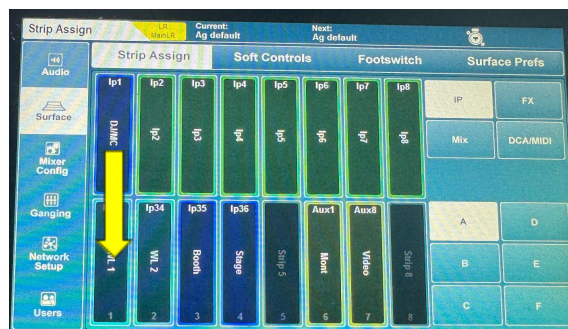 Strip Assign
LR
MainLR
Current:
Ag default
Next:
Ag default
Audio
Surface
Mixer
Config
Ganging
Network
Setup
Users
Strip Assign
Soft Controls
Footswitch
Surface Prefs
Ip1
DJ/MC
Ip2
Ip2
Ip3
Ip3
Ip4
Ip4
Ip5
Ip5
Ip6
Ip6
Ip7
Ip7
Ip8
Ip8
IP
FX
Mix
DCA/MIDI
1
Ip34
WL 2
2
Ip35
Booth
3
Ip36
Stage
4
Strip 5
5
Aux1
Mont
6
Aux8
Video
7
Strip 8
8
A
D
B
E
C
F